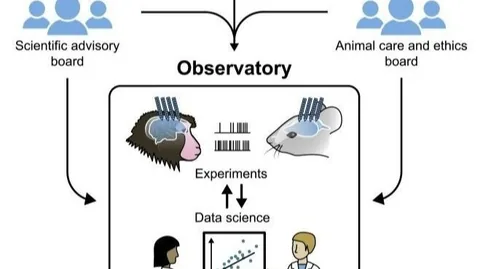 Scientific advisory
board
Animal care and ethics
board
Observatory
Experiments
Data science